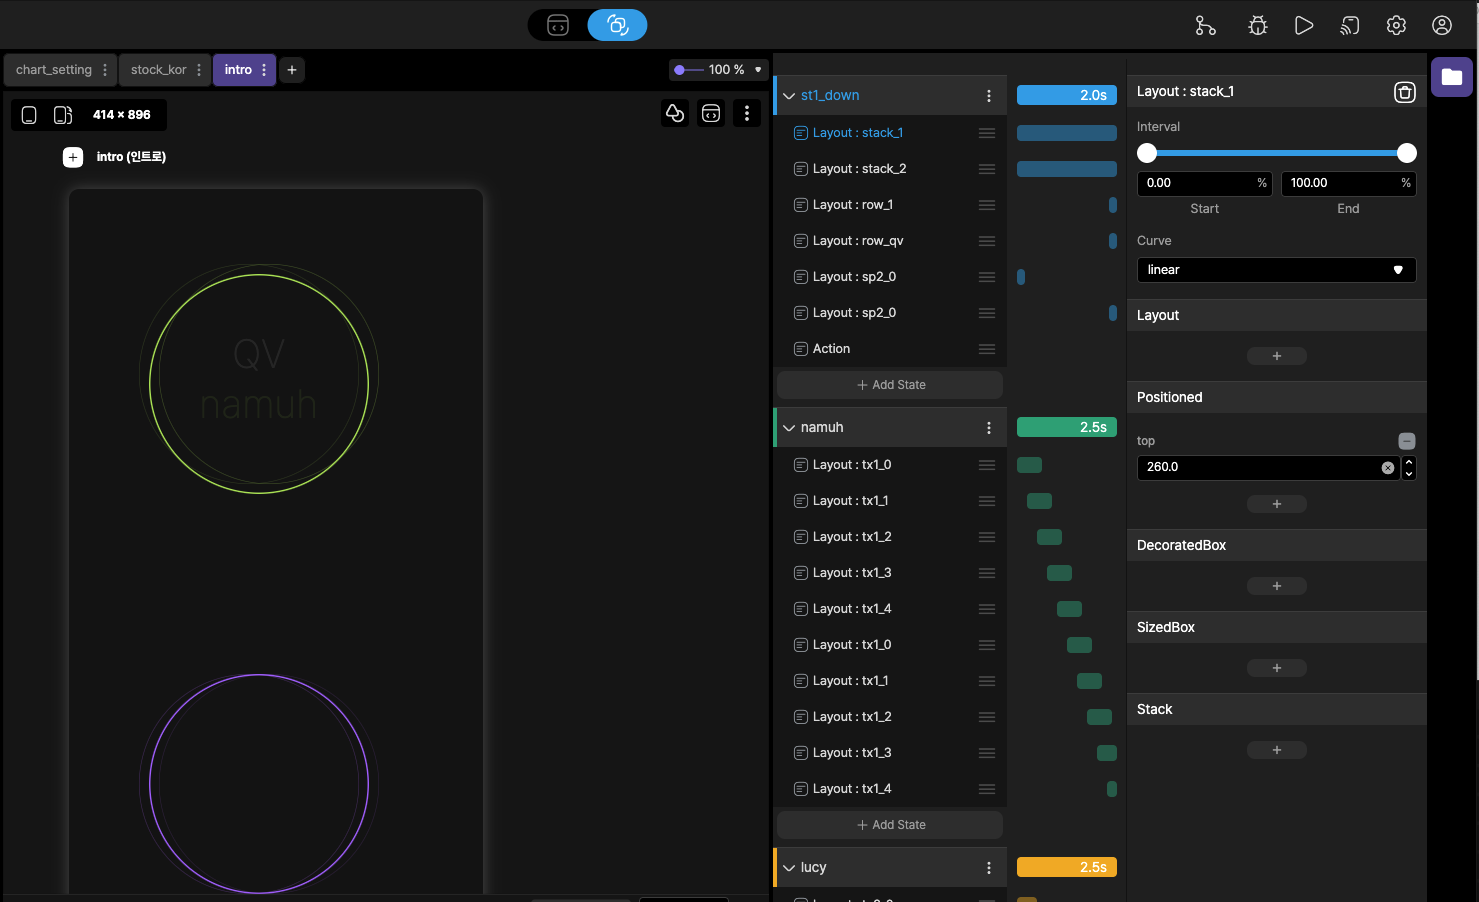 chart_setting
stock_kor
intro
+
100 %
414 × 896
intro (인트로)
QV
namuh
st1_down
2.0s
Layout : stack_1
Layout : stack_2
Layout : row_1
Layout : row_qv
Layout : sp2_0
Layout : sp2_0
Action
+ Add State
namuh
2.5s
Layout : tx1_0
Layout : tx1_1
Layout : tx1_2
Layout : tx1_3
Layout : tx1_4
Layout : tx1_0
Layout : tx1_1
Layout : tx1_2
Layout : tx1_3
Layout : tx1_4
+ Add State
lucy
2.5s
Layout : stack_1
Interval
0.00 %
100.00 %
Start
End
Curve
linear
Layout
+
Positioned
top
260.0
+
DecoratedBox
+
SizedBox
+
Stack
+